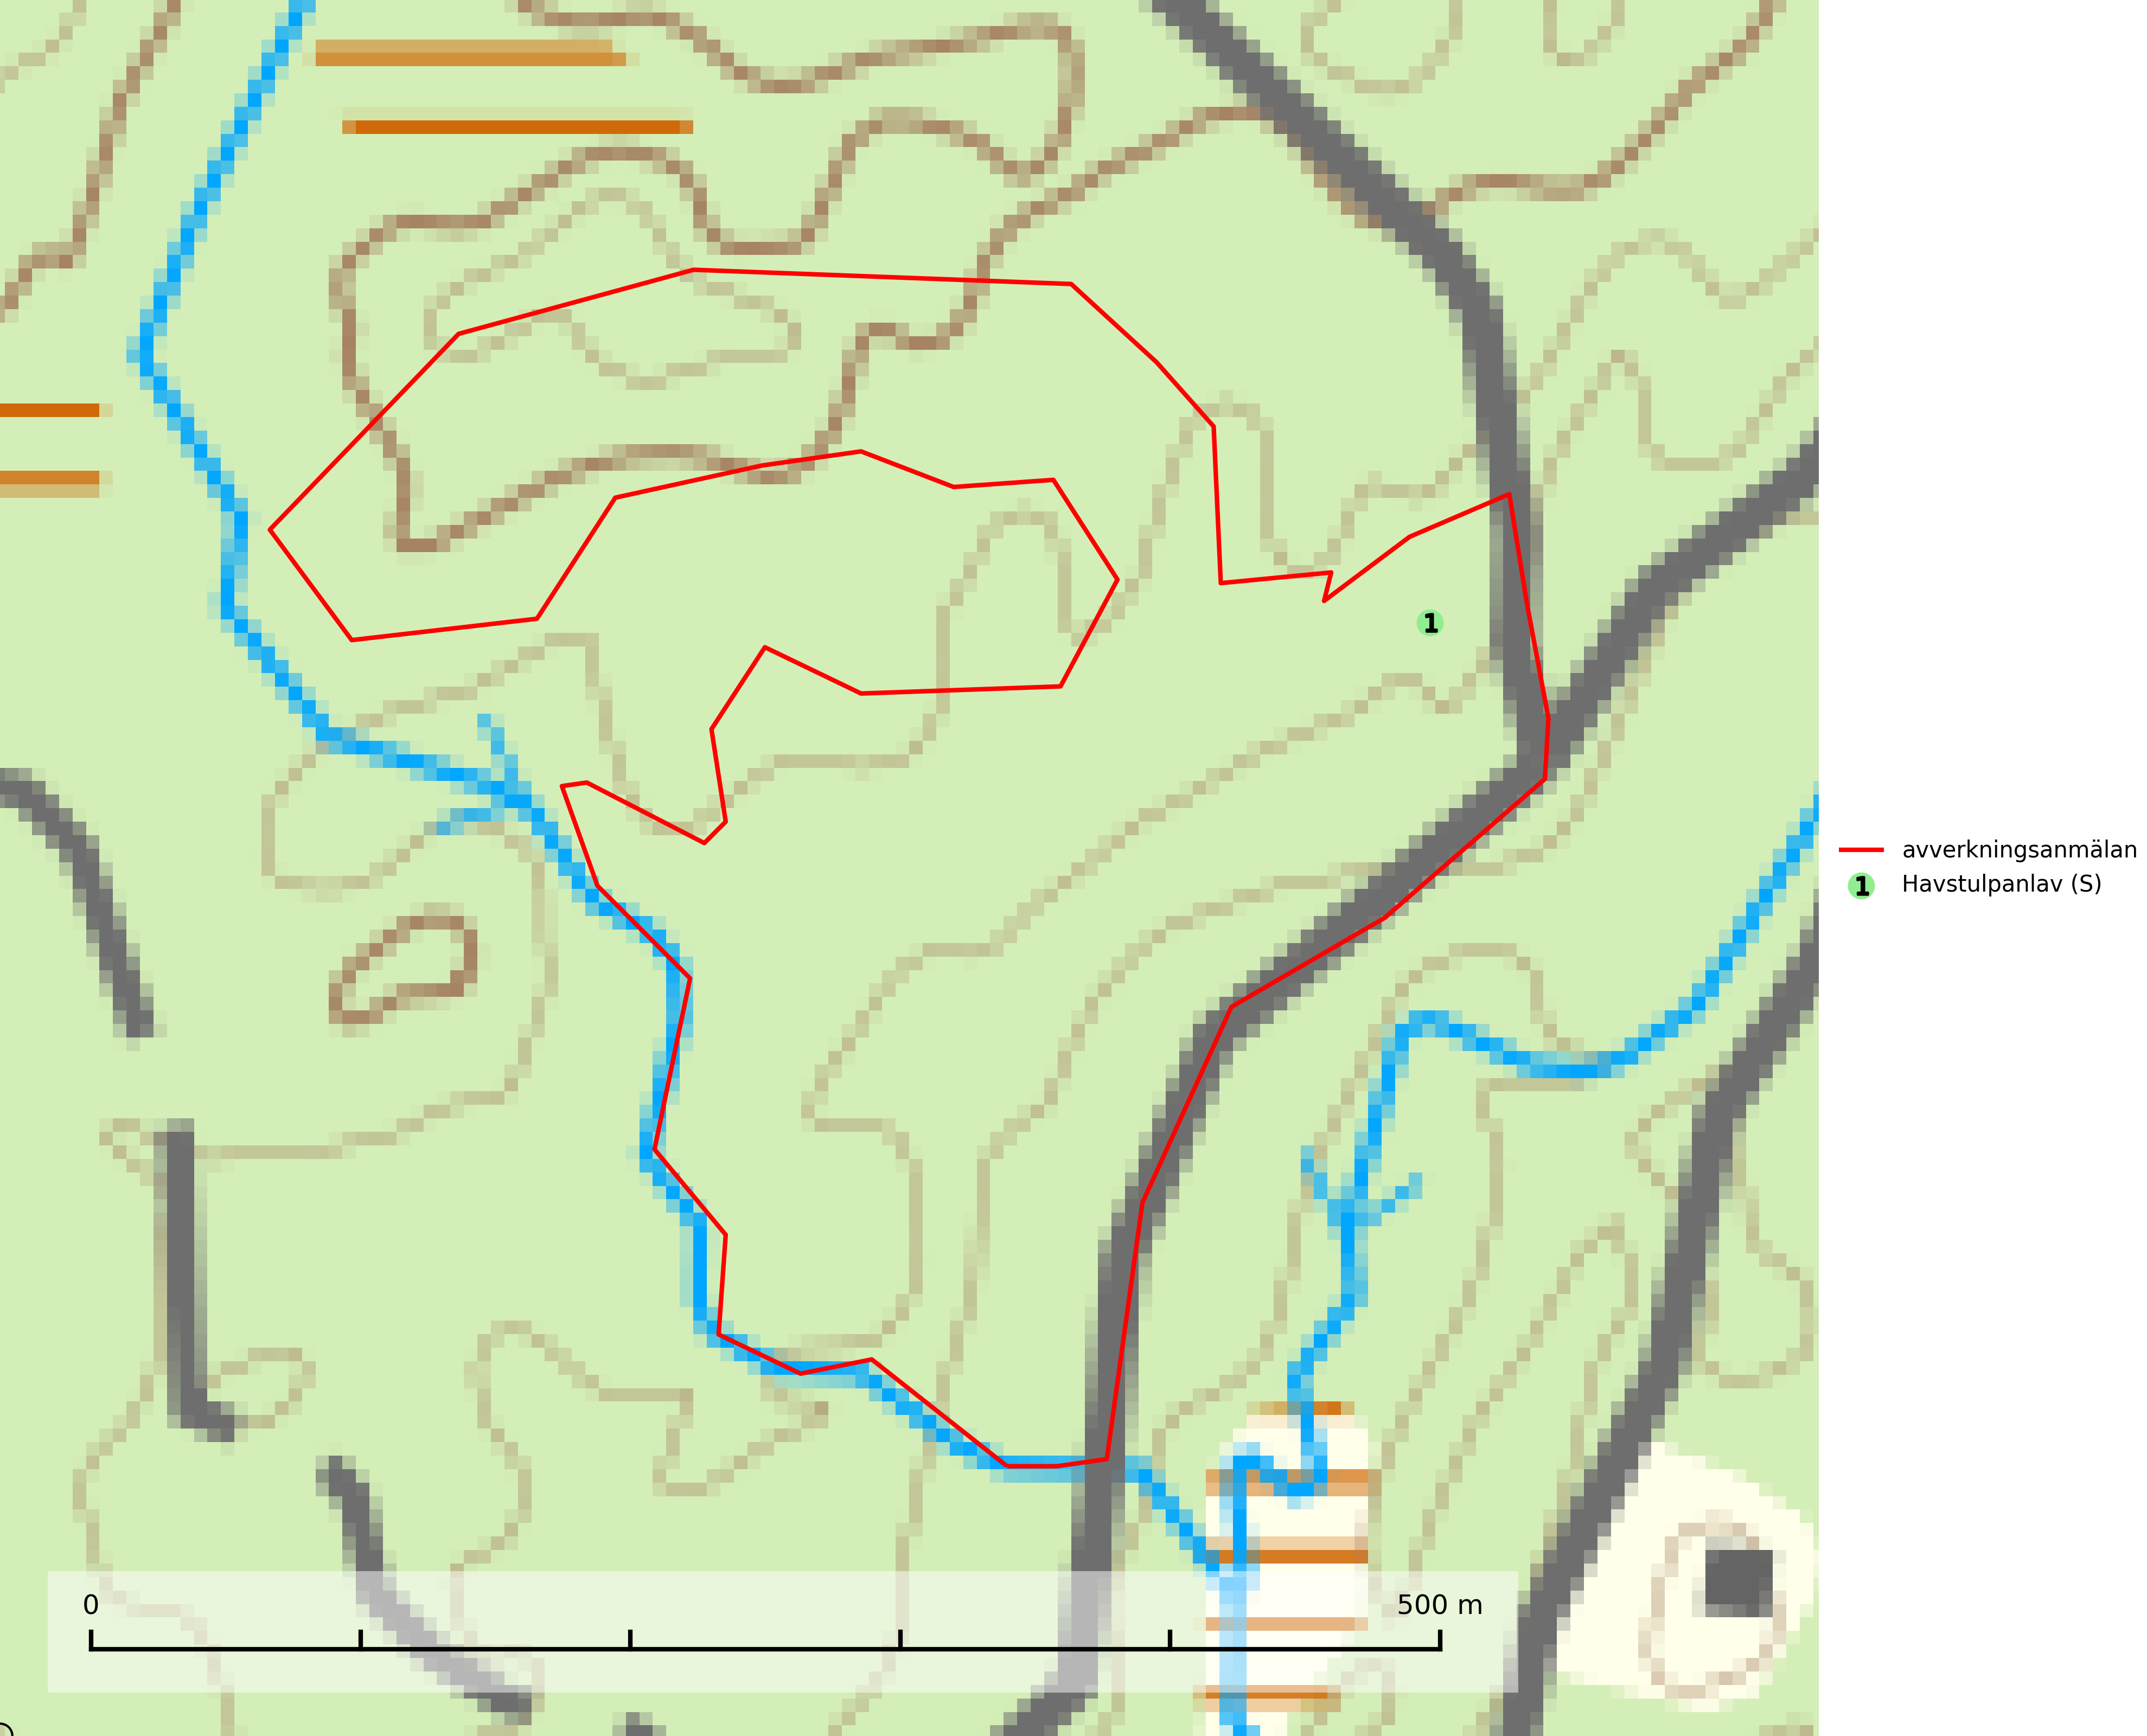 1
avverkningsanmälan
1 Havstulpanlav (S)
0 500 m